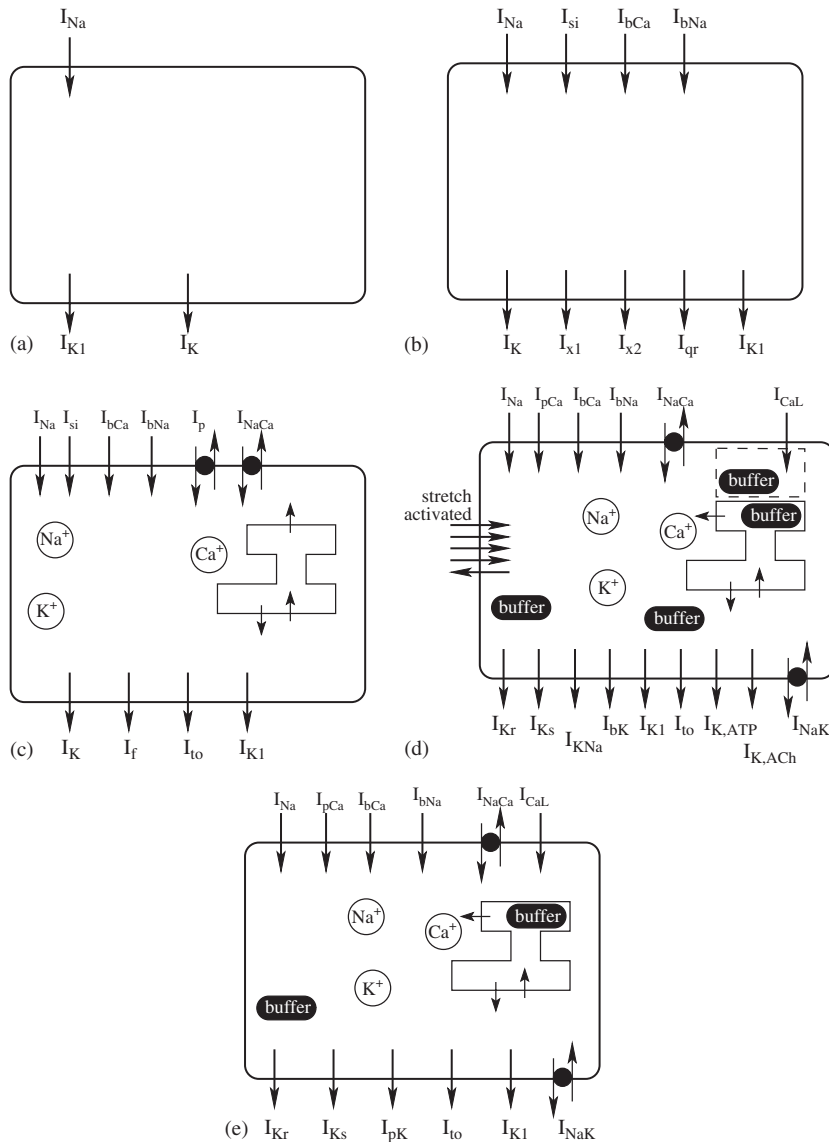 I_Na
(a) I_K1 I_K
I_Na I_si I_bCa I_bNa
(b) I_K I_x1 I_x2 I_qr I_K1
I_Na I_si I_bCa I_bNa I_p I_NaCa
Na⁺
Ca⁺
K⁺
(c) I_K I_f I_to I_K1
I_Na I_pCa I_bCa I_bNa I_NaCa I_CaL
buffer
stretch
activated
Na⁺ Ca⁺ buffer
K⁺
buffer buffer
(d) I_Kr I_Ks I_KNa I_bK I_K1 I_to I_K,ATP I_K,ACh I_NaK
I_Na I_pCa I_bCa I_bNa I_NaCa I_CaL
Na⁺ Ca⁺ buffer
K⁺
buffer
(e) I_Kr I_Ks I_pK I_to I_K1 I_NaK